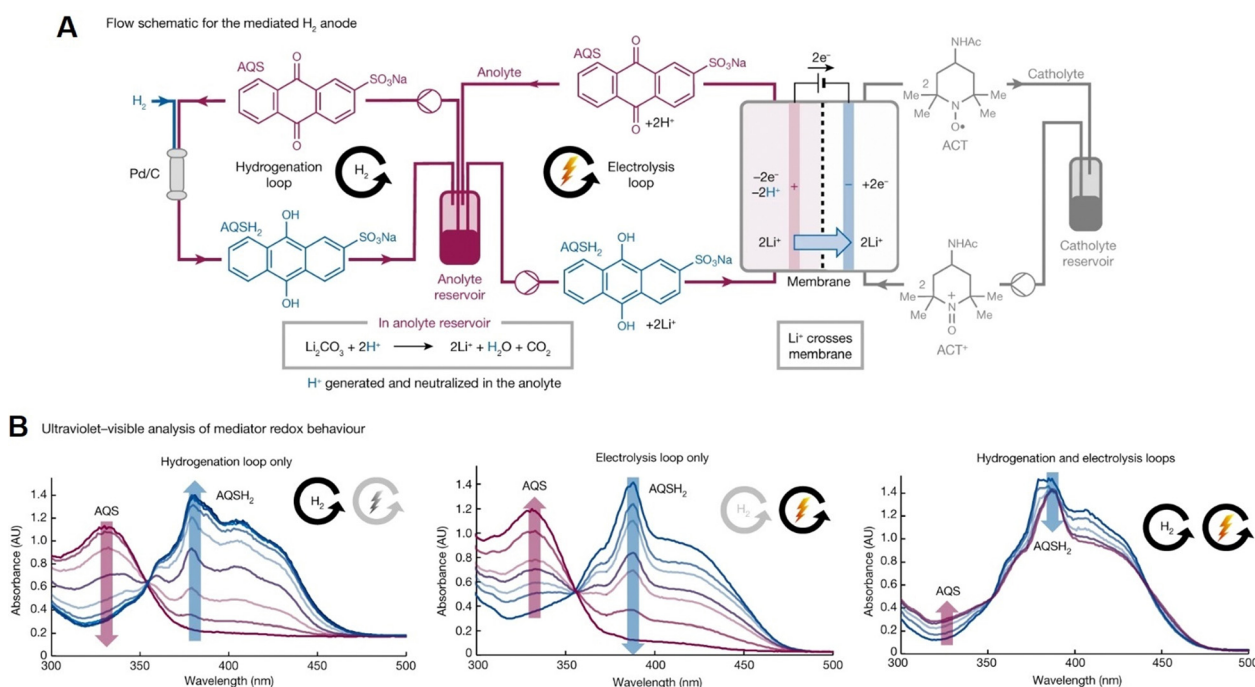 A
Flow schematic for the mediated H₂ anode
AQS
O
O
SO₃Na
H₂
Pd/C
Hydrogenation
loop
H₂
AQSH₂
OH
OH
SO₃Na
Anolyte
Anolyte
reservoir
AQS
O
O
SO₃Na
+2H⁺
Electrolysis
loop
AQSH₂
OH
OH
SO₃Na
+2Li⁺
2e⁻
−2e⁻
−2H⁺
+
−
+2e⁻
2Li⁺
2Li⁺
Membrane
Li⁺ crosses
membrane
NHAc
2
Me
Me
Me
Me
N
O•
ACT
Catholyte
Catholyte
reservoir
NHAc
2
Me
Me
Me
Me
+
N
O
ACT⁺
In anolyte reservoir
Li₂CO₃ + 2H⁺ ⟶ 2Li⁺ + H₂O + CO₂
H⁺ generated and neutralized in the anolyte
B
Ultraviolet–visible analysis of mediator redox behaviour
Hydrogenation loop only
AQS
AQSH₂
H₂
Absorbance (AU)
1.4
1.2
1.0
0.8
0.6
0.4
0.2
0
300
350
400
450
500
Wavelength (nm)
Electrolysis loop only
AQS
AQSH₂
H₂
Absorbance (AU)
1.4
1.2
1.0
0.8
0.6
0.4
0.2
0
300
350
400
450
500
Wavelength (nm)
Hydrogenation and electrolysis loops
AQS
AQSH₂
H₂
Absorbance (AU)
1.4
1.2
1.0
0.8
0.6
0.4
0.2
0
300
350
400
450
500
Wavelength (nm)